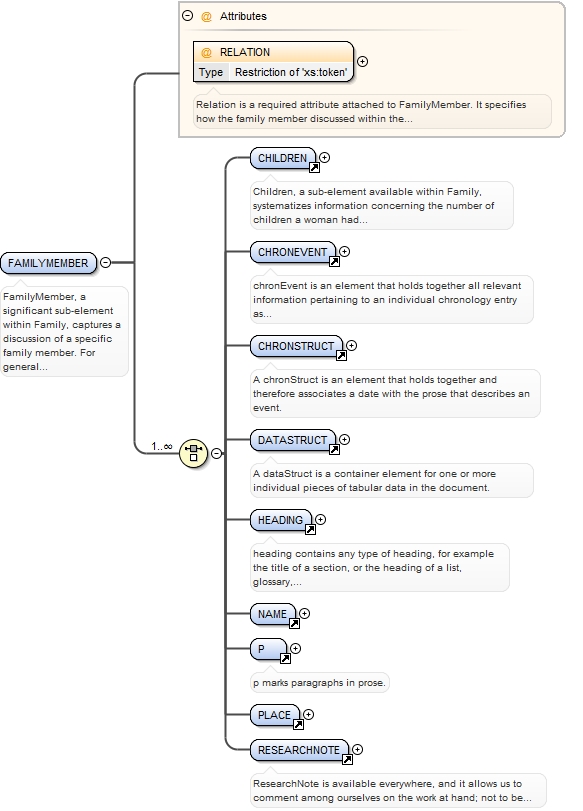 Attributes
RELATION
Type Restriction of 'xs:token'
Relation is a required attribute attached to FamilyMember. It specifies
how the family member discussed within the...
CHILDREN
Children, a sub-element available within Family,
systematizes information concerning the number of
children a woman had...
CHRONEVENT
chronEvent is an element that holds together all relevant
information pertaining to an individual chronology entry
as...
FAMILYMEMBER
FamilyMember, a
significant sub-element
within Family, captures a
discussion of a specific
family member. For
general...
CHRONSTRUCT
A chronStruct is an element that holds together and
therefore associates a date with the prose that describes an
event.
1..∞
DATASTRUCT
A dataStruct is a container element for one or more
individual pieces of tabular data in the document.
HEADING
heading contains any type of heading, for example
the title of a section, or the heading of a list,
glossary,...
NAME
P
p marks paragraphs in prose.
PLACE
RESEARCHNOTE
ResearchNote is available everywhere, and it allows us to
comment among ourselves on the work at hand; not to be...